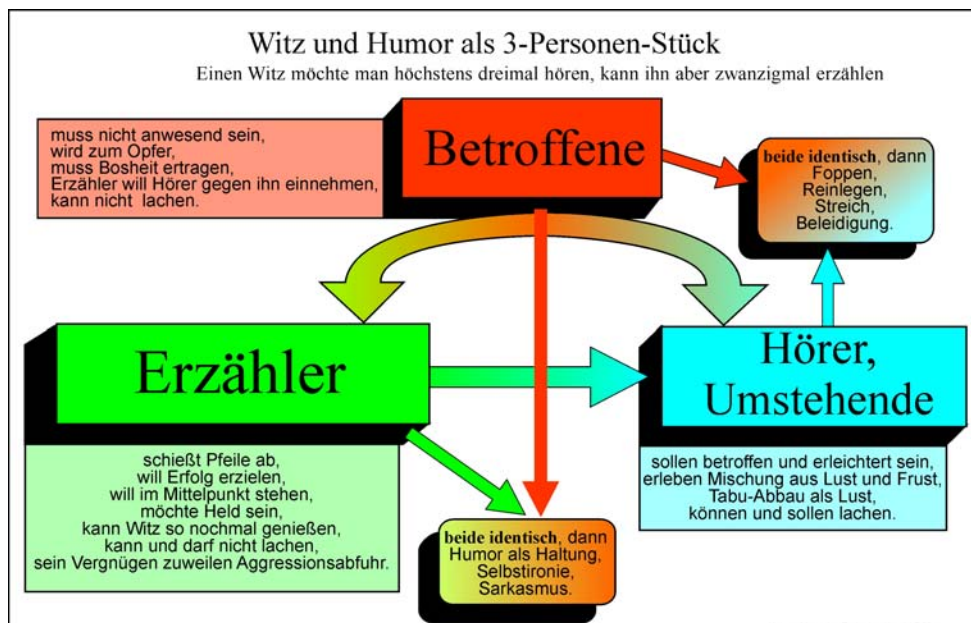 Witz und Humor als 3-Personen-Stück
Einen Witz möchte man höchstens dreimal hören, kann ihn aber zwanzigmal erzählen
muss nicht anwesend sein,
wird zum Opfer,
muss Bosheit ertragen,
Erzähler will Hörer gegen ihn einnehmen,
kann nicht lachen.
Betroffene
beide identisch, dann
Foppen,
Reinlegen,
Streich,
Beleidigung.
Erzähler
Hörer,
Umstehende
schießt Pfeile ab,
will Erfolg erzielen,
will im Mittelpunkt stehen,
möchte Held sein,
kann Witz so nochmal genießen,
kann und darf nicht lachen,
sein Vergnügen zuweilen Aggressionsabfuhr.
sollen betroffen und erleichtert sein,
erleben Mischung aus Lust und Frust,
Tabu-Abbau als Lust,
können und sollen lachen.
beide identisch, dann
Humor als Haltung,
Selbstironie,
Sarkasmus.